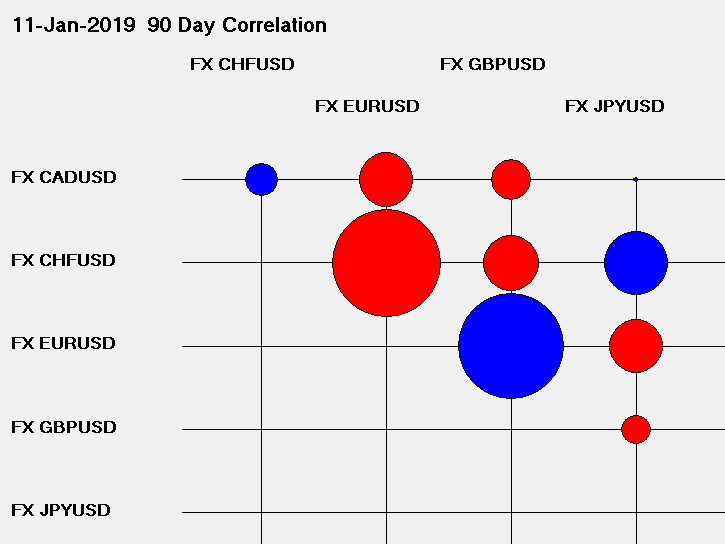 11-Jan-2019  90 Day Correlation
FX CHFUSD FX GBPUSD
FX EURUSD FX JPYUSD
FX CADUSD
FX CHFUSD
FX EURUSD
FX GBPUSD
FX JPYUSD